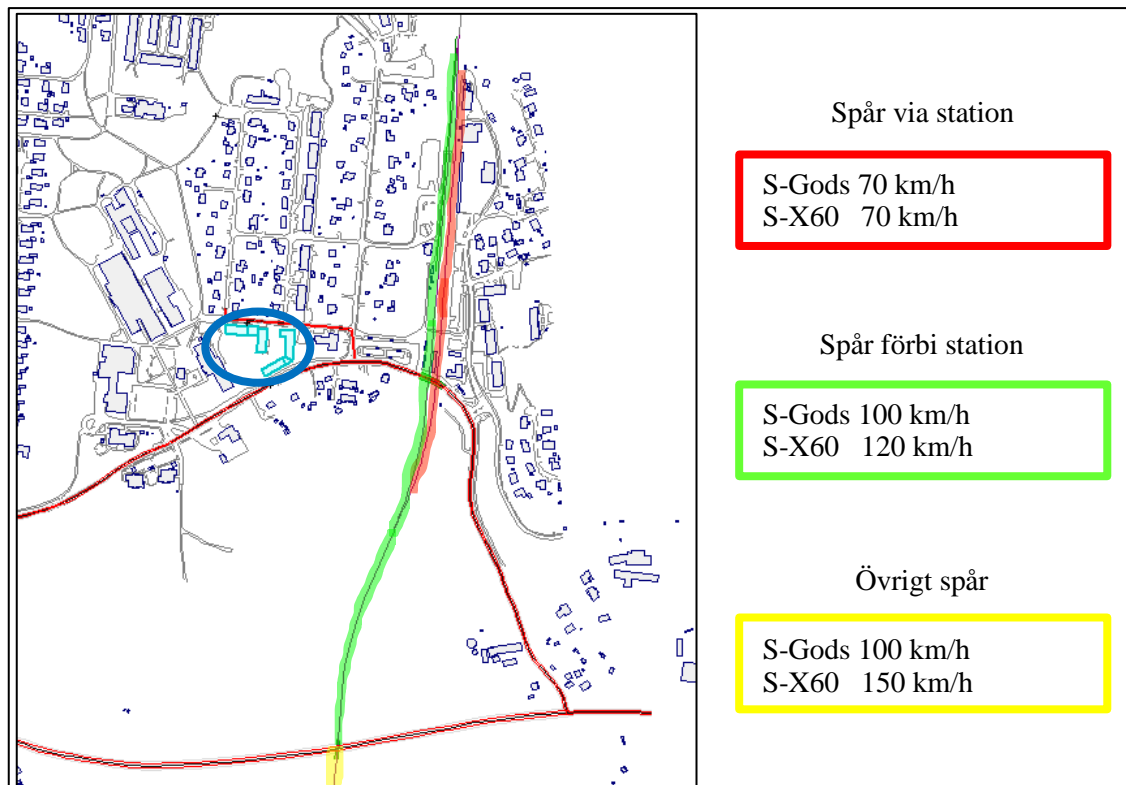 Spår via station
S-Gods 70 km/h
S-X60 70 km/h
Spår förbi station
S-Gods 100 km/h
S-X60 120 km/h
Övrigt spår
S-Gods 100 km/h
S-X60 150 km/h